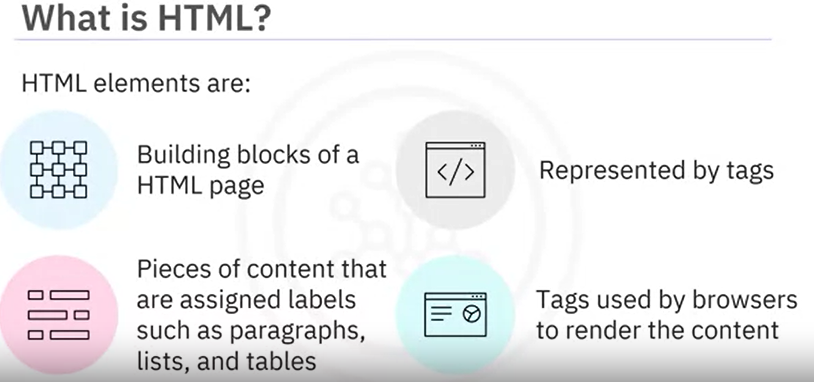 What is HTML?
HTML elements are:
Building blocks of a
HTML page
</>
Represented by tags
Pieces of content that
are assigned labels
such as paragraphs,
lists, and tables
Tags used by browsers
to render the content